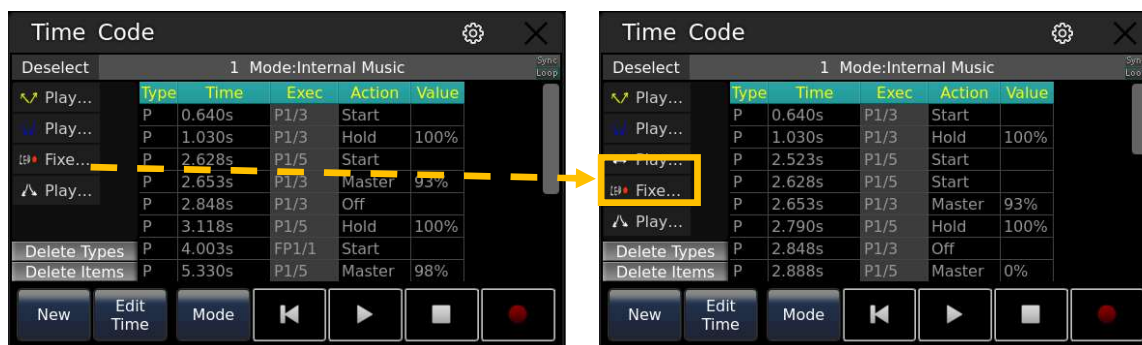 Time Code
Deselect 1 Mode:Internal Music Sync Loop
Play... Type Time Exec Action Value
P 0.640s P1/3 Start
Play... P 1.030s P1/3 Hold 100%
Fixe... P 2.628s P1/5 Start
P 2.653s P1/3 Master 93%
Play... P 2.848s P1/3 Off
P 3.118s P1/5 Hold 100%
Delete Types P 4.003s FP1/1 Start
Delete Items P 5.330s P1/5 Master 98%
New Edit Time Mode
Time Code
Deselect 1 Mode:Internal Music
Play... Type Time Exec Action Value
P 0.640s P1/3 Start
Play... P 1.030s P1/3 Hold 100%
Play... P 2.523s P1/5 Start
Fixe... P 2.628s P1/5 Start
P 2.653s P1/3 Master 93%
Play... P 2.790s P1/5 Hold 100%
Delete Types P 2.848s P1/3 Off
Delete Items P 2.888s P1/5 Master 0%
New Edit Time Mode